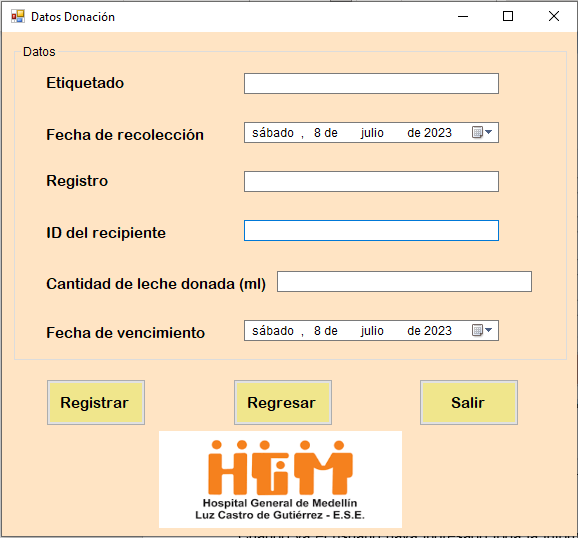 Datos Donación
Datos
Etiquetado
Fecha de recolección sábado , 8 de julio de 2023
Registro
ID del recipiente
Cantidad de leche donada (ml)
Fecha de vencimiento sábado , 8 de julio de 2023
Registrar Regresar Salir
HGM
Hospital General de Medellín
Luz Castro de Gutiérrez - E.S.E.